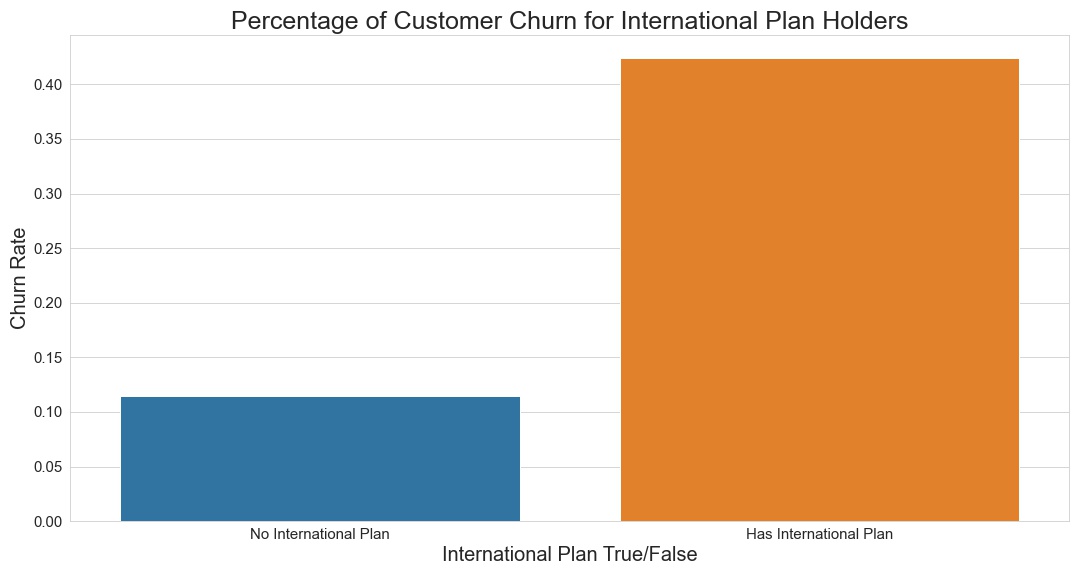 Percentage of Customer Churn for International Plan Holders
Churn Rate
0.40
0.35
0.30
0.25
0.20
0.15
0.10
0.05
0.00
No International Plan
Has International Plan
International Plan True/False